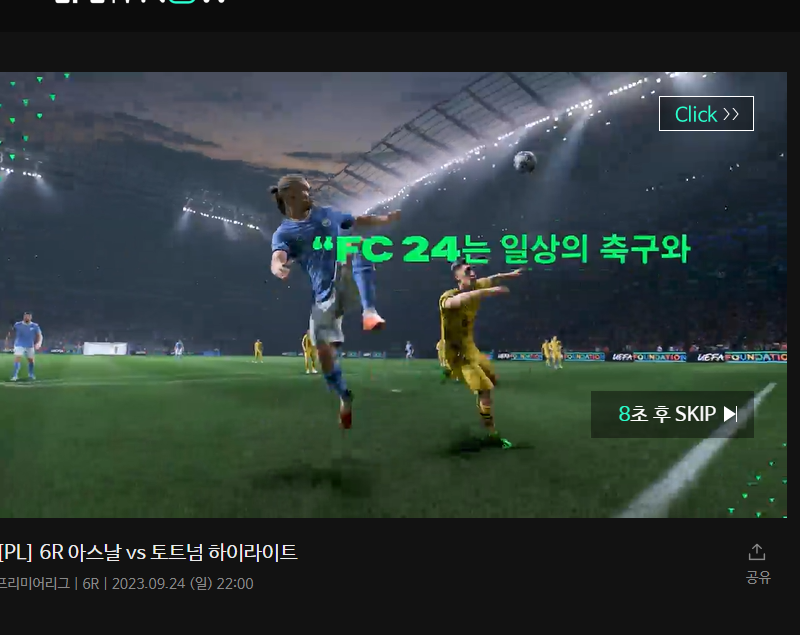 Click >>
“FC 24는 일상의 축구와
UEFA FOUNDATION UEFA FOUNDATIO
8초 후 SKIP
[PL] 6R 아스날 vs 토트넘 하이라이트
프리미어리그 | 6R | 2023.09.24 (일) 22:00
공유